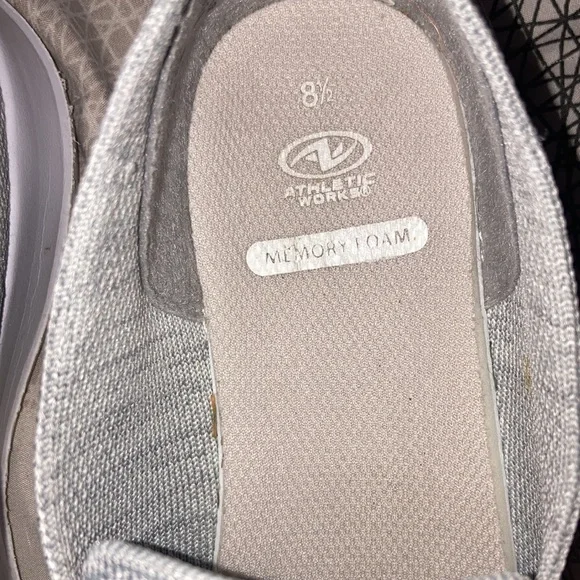 8½
ATHLETIC
WORKS
MEMORY FOAM